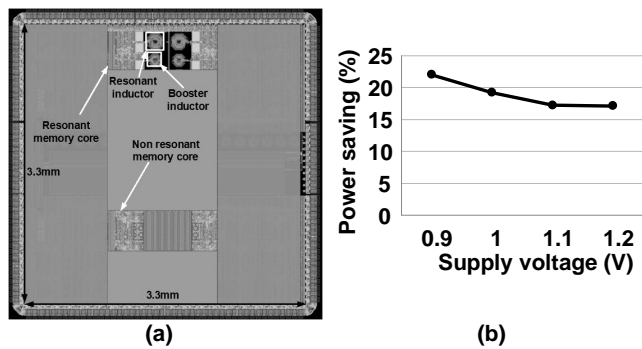 Resonant
inductor
Booster
inductor
Resonant
memory core
Non resonant
memory core
3.3mm
3.3mm
(a)
Power saving (%)
25
20
15
10
5
0
0.9 1 1.1 1.2
Supply voltage (V)
(b)